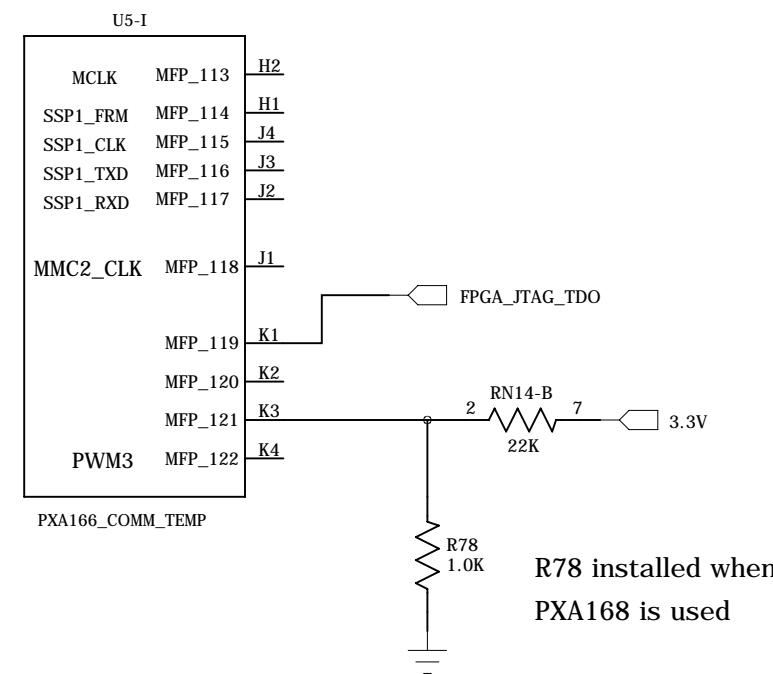 U5-I
MCLK MFP_113 H2
SSP1_FRM MFP_114 H1
SSP1_CLK MFP_115 J4
SSP1_TXD MFP_116 J3
SSP1_RXD MFP_117 J2
MMC2_CLK MFP_118 J1
FPGA_JTAG_TDO
MFP_119 K1
MFP_120 K2
RN14-B
MFP_121 K3 2 7 3.3V
22K
PWM3 MFP_122 K4
PXA166_COMM_TEMP
R78
1.0K
R78 installed when
PXA168 is used